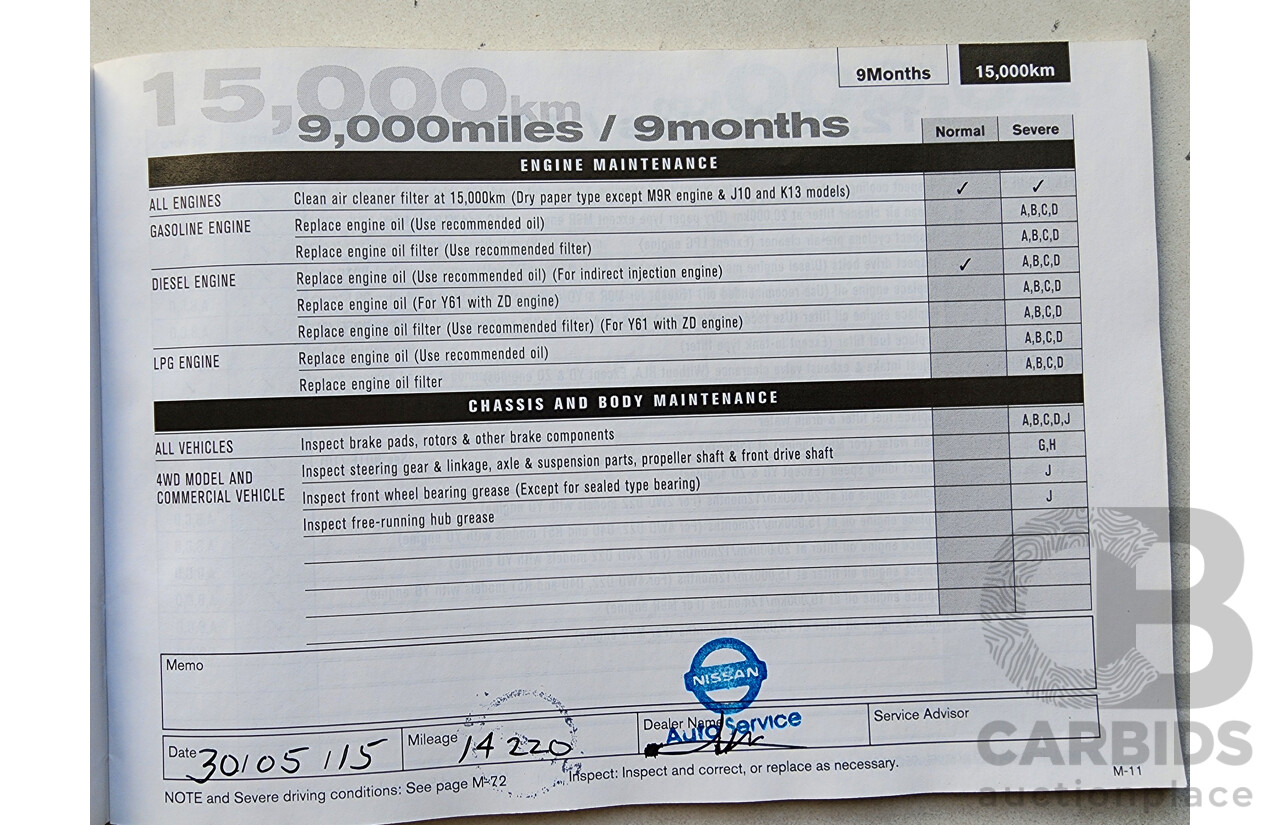 9Months 15,000km
15,000km
9,000miles / 9months
Normal Severe
ENGINE MAINTENANCE
ALL ENGINES Clean air cleaner filter at 15,000km (Dry paper type except M9R engine & J10 and K13 models) ✓ ✓
GASOLINE ENGINE Replace engine oil (Use recommended oil) A,B,C,D
Replace engine oil filter (Use recommended filter) A,B,C,D
DIESEL ENGINE Replace engine oil (Use recommended oil) (For indirect injection engine) ✓ A,B,C,D
Replace engine oil (For Y61 with ZD engine) A,B,C,D
Replace engine oil filter (Use recommended filter) (For Y61 with ZD engine) A,B,C,D
LPG ENGINE Replace engine oil (Use recommended oil) A,B,C,D
Replace engine oil filter A,B,C,D
CHASSIS AND BODY MAINTENANCE
ALL VEHICLES Inspect brake pads, rotors & other brake components A,B,C,D,J
4WD MODEL AND COMMERCIAL VEHICLE Inspect steering gear & linkage, axle & suspension parts, propeller shaft & front drive shaft G,H
Inspect front wheel bearing grease (Except for sealed type bearing) J
Inspect free-running hub grease J
Memo
NISSAN
Auto Service
Date 30/05/15 Mileage 14220 Dealer Name Service Advisor
NOTE and Severe driving conditions: See page M-72 Inspect: Inspect and correct, or replace as necessary.
M-11
CB
CARBIDS
auctionplace